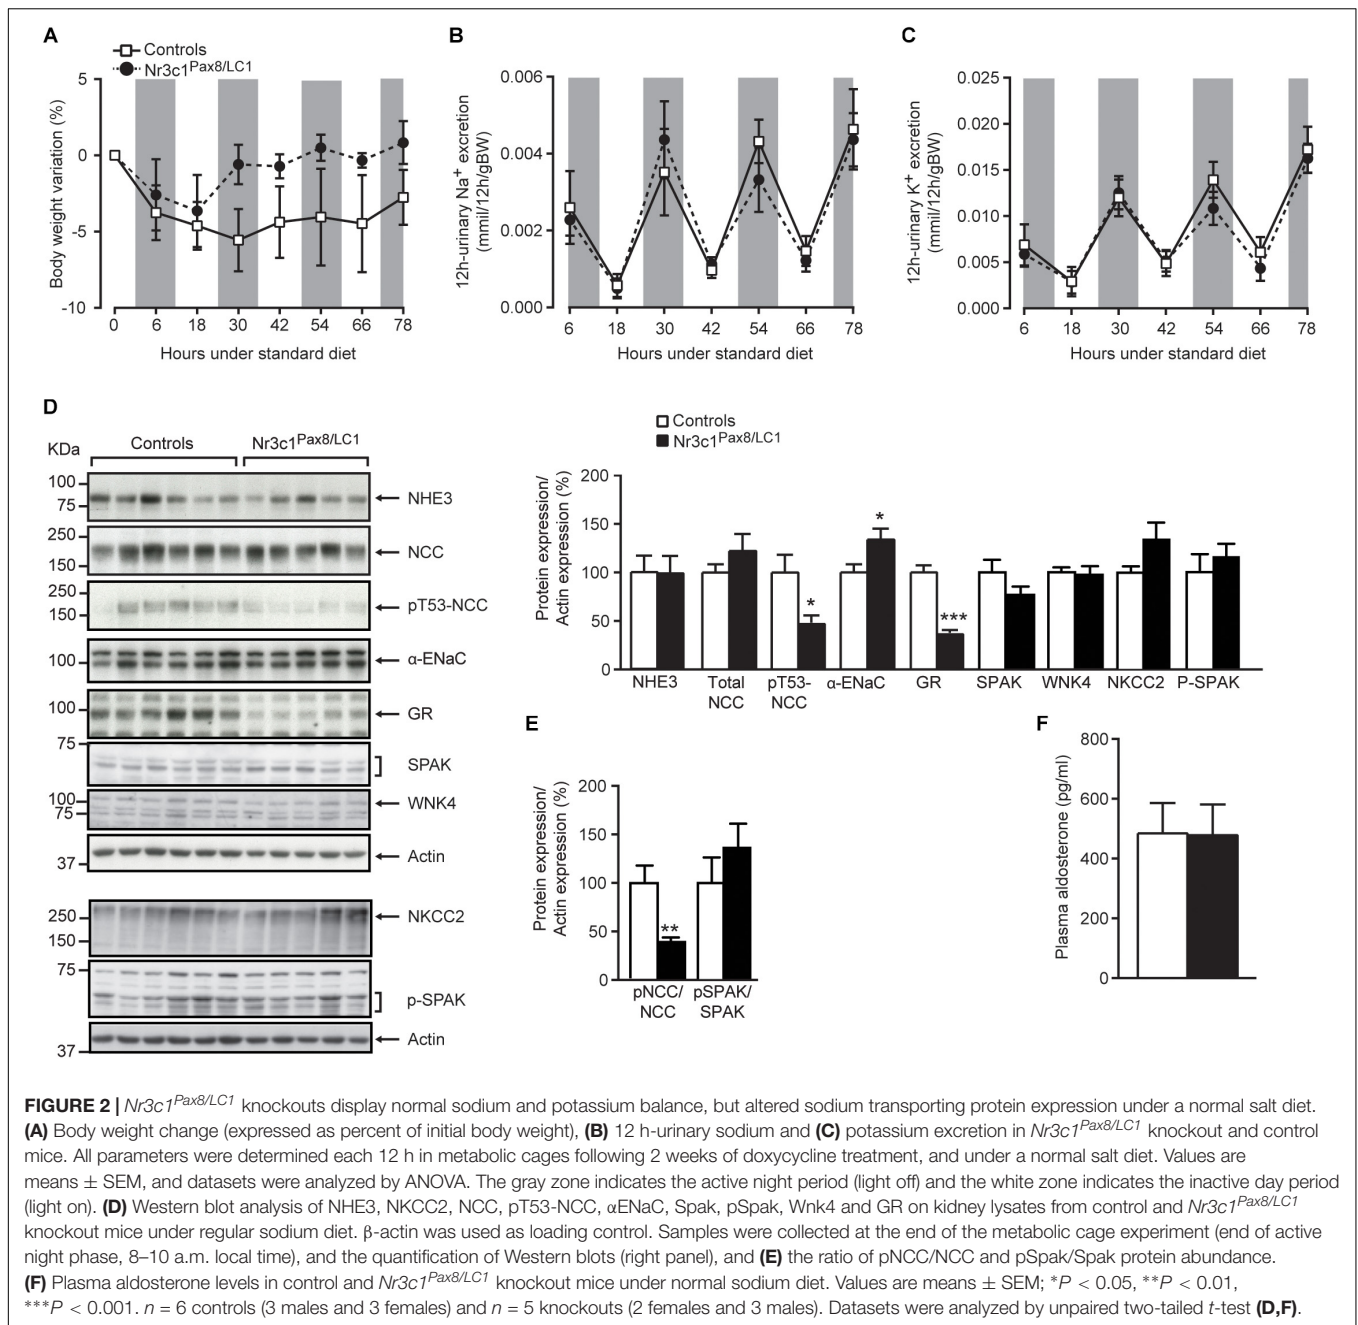 A
Controls
Nr3c1Pax8/LC1
Body weight variation (%)
5
0
-5
-10
0 6 18 30 42 54 66 78
Hours under standard diet
B
12h-urinary Na+ excretion
(mmil/12h/gBW)
0.006
0.004
0.002
0.000
6 18 30 42 54 66 78
Hours under standard diet
C
12h-urinary K+ excretion
(mmil/12h/gBW)
0.025
0.020
0.015
0.010
0.005
0.000
6 18 30 42 54 66 78
Hours under standard diet
D
KDa
Controls
Nr3c1Pax8/LC1
100
75
NHE3
250
150
NCC
250
150
pT53-NCC
100
α-ENaC
100
GR
75
SPAK
100
75
WNK4
37
Actin
250
150
NKCC2
75
p-SPAK
37
Actin
Controls
Nr3c1Pax8/LC1
Protein expression/
Actin expression (%)
200
150
100
50
0
* * ***
NHE3 Total NCC pT53-NCC α-ENaC GR SPAK WNK4 NKCC2 P-SPAK
E
Protein expression/
Actin expression (%)
200
150
100
50
0
**
pNCC/ pSPAK/
NCC SPAK
F
Plasma aldosterone (pg/ml)
800
600
400
200
0
FIGURE 2 | Nr3c1Pax8/LC1 knockouts display normal sodium and potassium balance, but altered sodium transporting protein expression under a normal salt diet.
(A) Body weight change (expressed as percent of initial body weight), (B) 12 h-urinary sodium and (C) potassium excretion in Nr3c1Pax8/LC1 knockout and control
mice. All parameters were determined each 12 h in metabolic cages following 2 weeks of doxycycline treatment, and under a normal salt diet. Values are
means ± SEM, and datasets were analyzed by ANOVA. The gray zone indicates the active night period (light off) and the white zone indicates the inactive day period
(light on). (D) Western blot analysis of NHE3, NKCC2, NCC, pT53-NCC, αENaC, Spak, pSpak, Wnk4 and GR on kidney lysates from control and Nr3c1Pax8/LC1
knockout mice under regular sodium diet. β-actin was used as loading control. Samples were collected at the end of the metabolic cage experiment (end of active
night phase, 8–10 a.m. local time), and the quantification of Western blots (right panel), and (E) the ratio of pNCC/NCC and pSpak/Spak protein abundance.
(F) Plasma aldosterone levels in control and Nr3c1Pax8/LC1 knockout mice under normal sodium diet. Values are means ± SEM; *P < 0.05, **P < 0.01,
***P < 0.001. n = 6 controls (3 males and 3 females) and n = 5 knockouts (2 females and 3 males). Datasets were analyzed by unpaired two-tailed t-test (D,F).